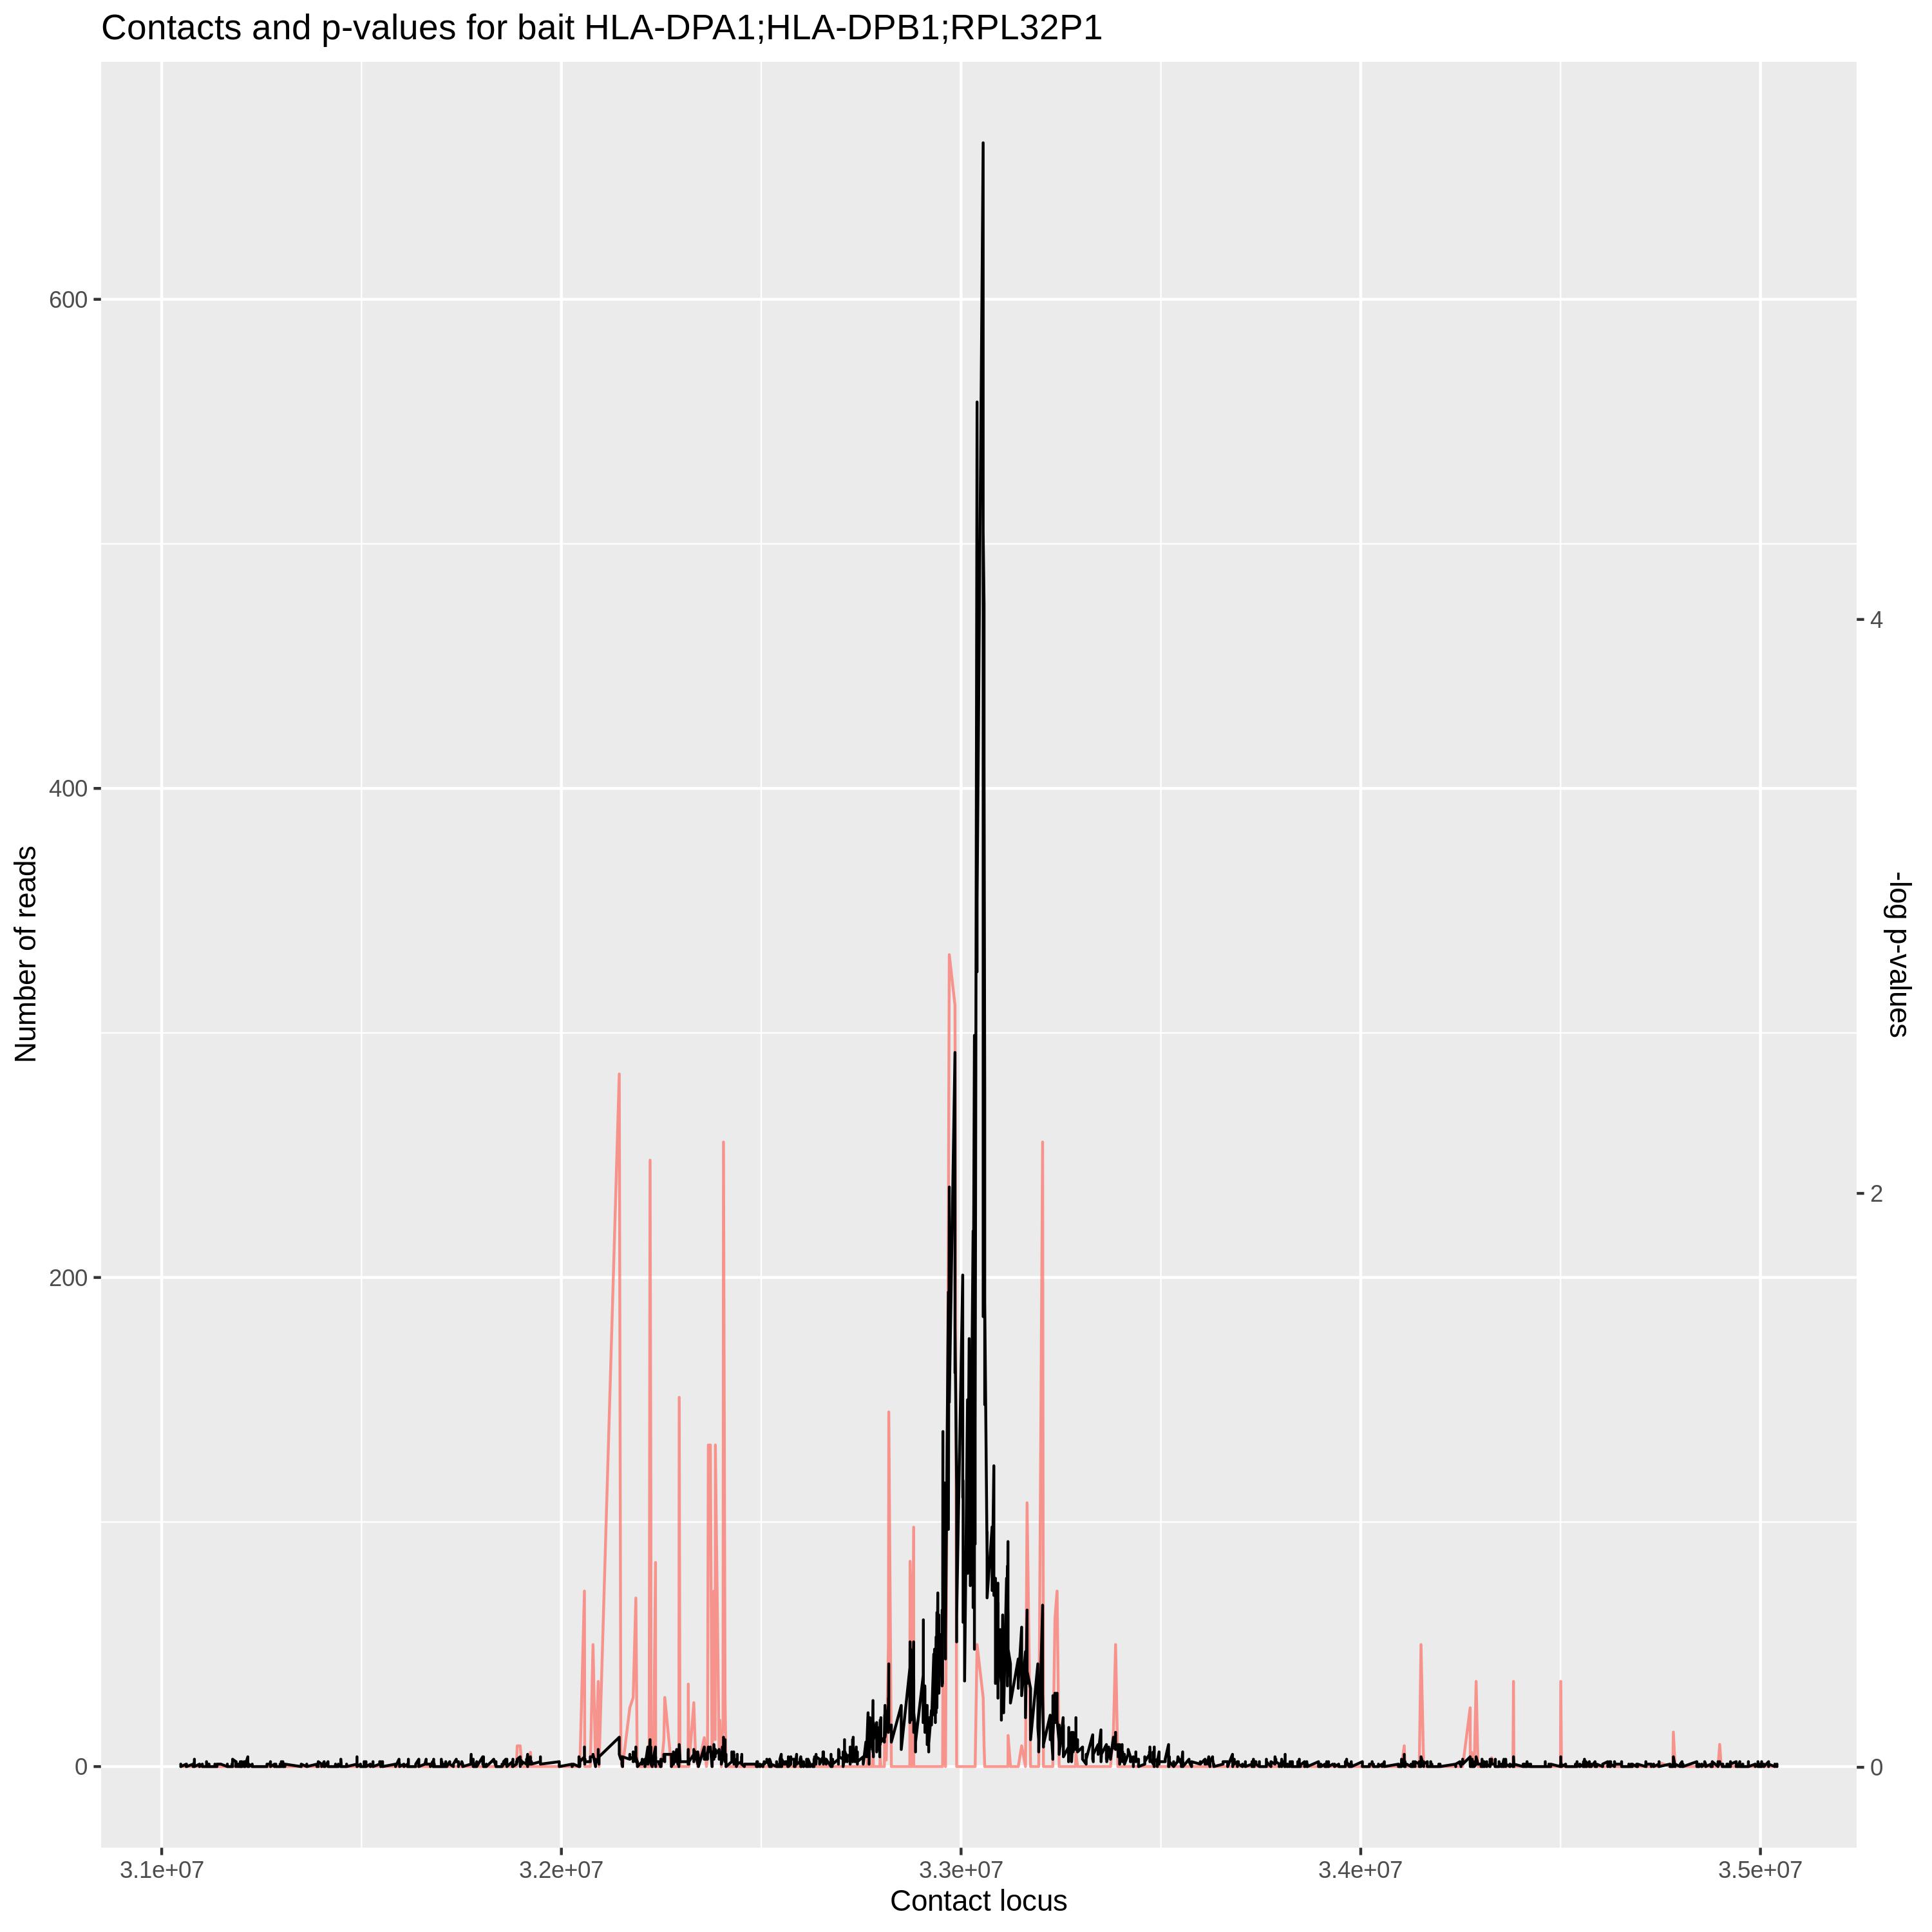 Contacts and p-values for bait HLA-DPA1;HLA-DPB1;RPL32P1
600
400
200
0
Number of reads
4
2
0
-log p-values
3.1e+07
3.2e+07
3.3e+07
3.4e+07
3.5e+07
Contact locus